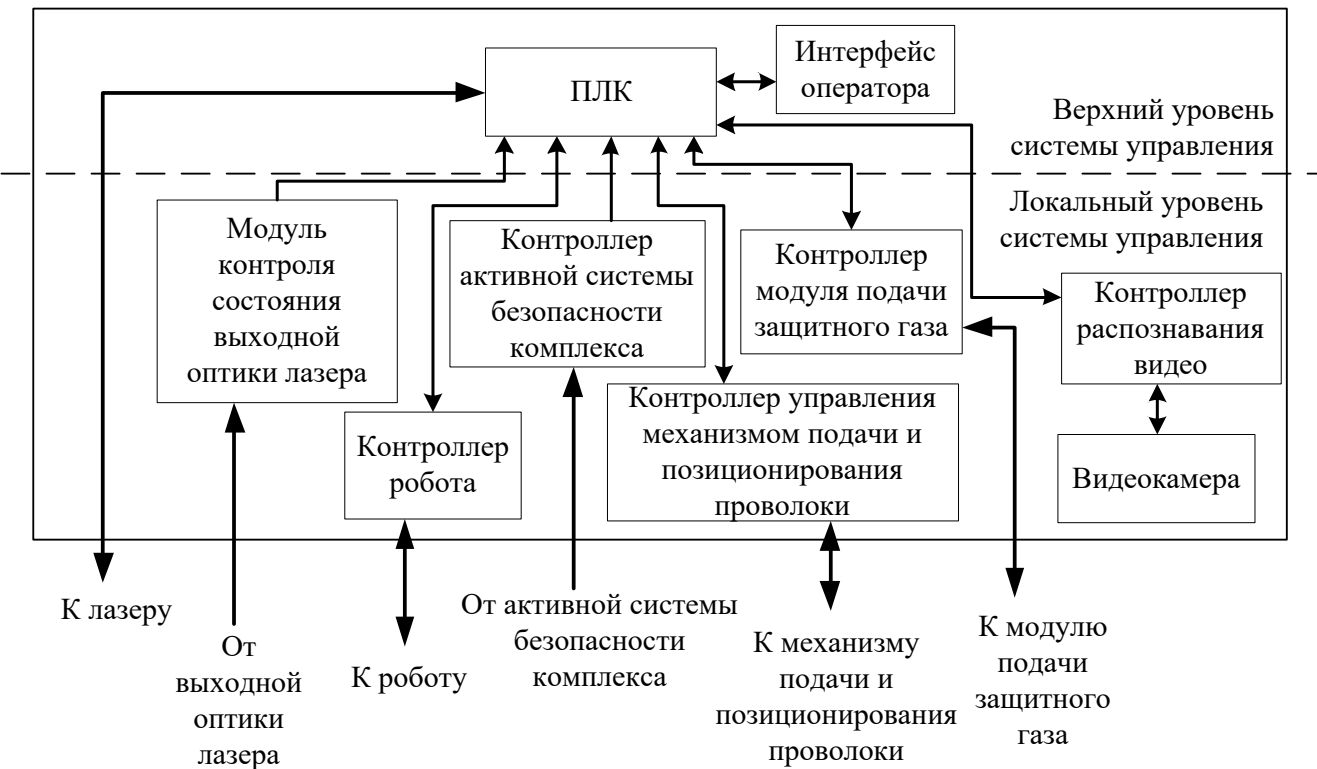 ПЛК
Интерфейс
оператора
Верхний уровень
системы управления
Локальный уровень
системы управления
Модуль
контроля
состояния
выходной
оптики лазера
Контроллер
робота
Контроллер
активной системы
безопасности
комплекса
Контроллер управления
механизмом подачи и
позиционирования
проволоки
Контроллер
модуля подачи
защитного газа
Контроллер
распознавания
видео
Видеокамера
К лазеру
От
выходной
оптики
лазера
К роботу
От активной системы
безопасности
комплекса
К механизму
подачи и
позиционирования
проволоки
К модулю
подачи
защитного
газа